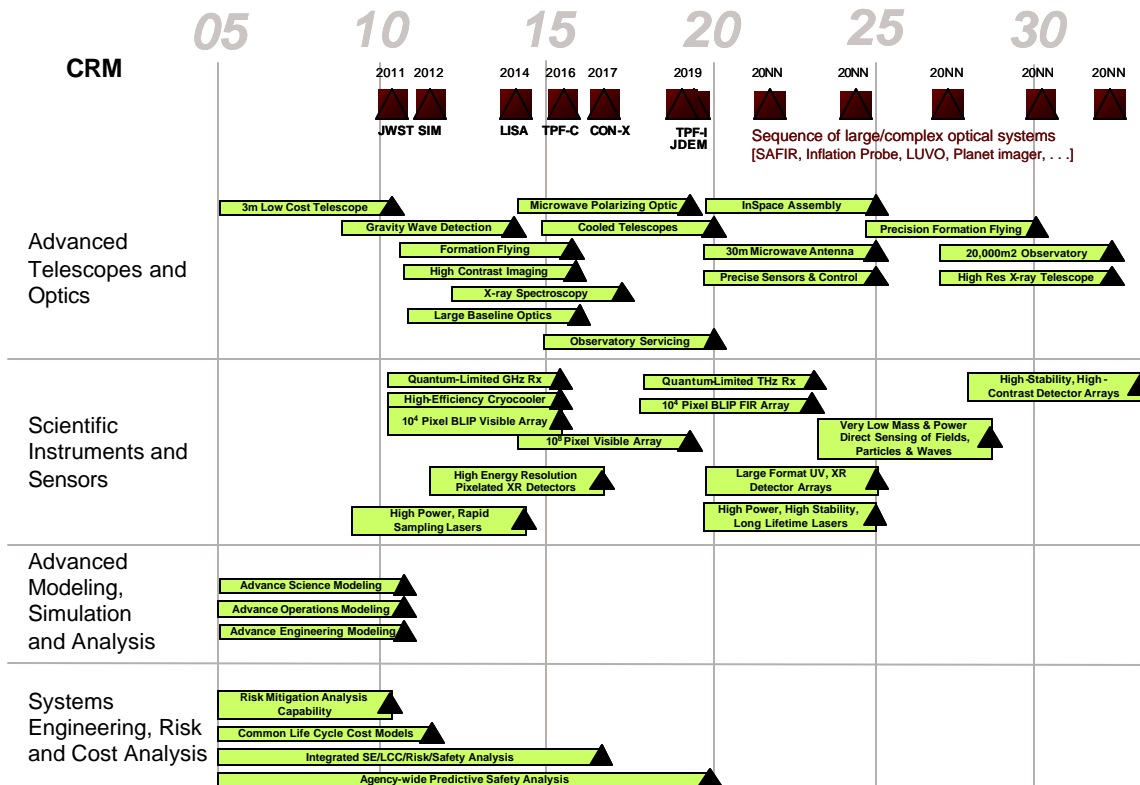 05 10 15 20 25 30
CRM
2011 2012 2014 2016 2017 2019 20NN 20NN 20NN 20NN 20NN
JWST SIM LISA TPF-C CON-X TPF-I
JDEM
Sequence of large/complex optical systems
[SAFIR, Inflation Probe, LUVO, Planet imager, . . .]
Advanced
Telescopes and
Optics
3m Low Cost Telescope
Microwave Polarizing Optic
InSpace Assembly
Gravity Wave Detection
Cooled Telescopes
Precision Formation Flying
Formation Flying
30m Microwave Antenna
20,000m2 Observatory
High Contrast Imaging
Precise Sensors & Control
High Res X-ray Telescope
X-ray Spectroscopy
Large Baseline Optics
Observatory Servicing
Scientific
Instruments and
Sensors
Quantum-Limited GHz Rx
Quantum-Limited THz Rx
High-Stability, High-
Contrast Detector Arrays
High-Efficiency Cryocooler
10⁴ Pixel BLIP FIR Array
10⁴ Pixel BLIP Visible Array
Very Low Mass & Power
Direct Sensing of Fields,
Particles & Waves
Pixel Visible Array
High Energy Resolution
Pixelated XR Detectors
Large Format UV, XR
Detector Arrays
High Power, Rapid
Sampling Lasers
High Power, High Stability,
Long Lifetime Lasers
Advanced
Modeling,
Simulation
and Analysis
Advance Science Modeling
Advance Operations Modeling
Advance Engineering Modeling
Systems
Engineering, Risk
and Cost Analysis
Risk Mitigation Analysis
Capability
Common Life Cycle Cost Models
Integrated SE/LCC/Risk/Safety Analysis
Agency-wide Predictive Safety Analysis